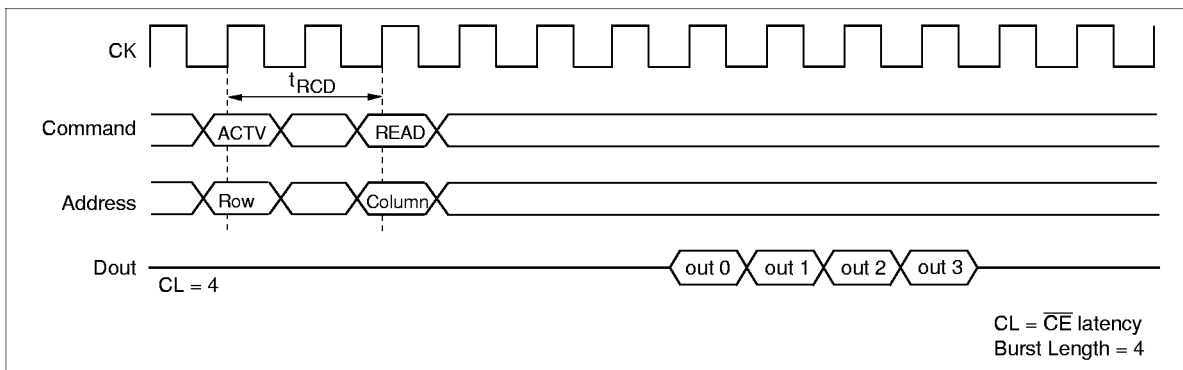 CK
tRCD
Command ACTV READ
Address Row Column
Dout out 0 out 1 out 2 out 3
CL = 4
CL = CE latency
Burst Length = 4